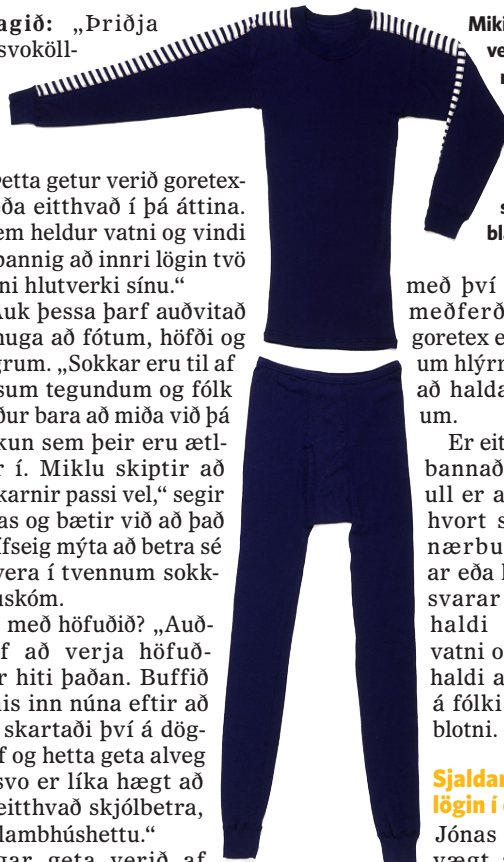 agið: „Þriðja
svoköll-
etta getur verið goretex-
ða eitthvað í þá áttina.
em heldur vatni og vindi
þannig að innri lögin tvö
ni hlutverki sínu.“
Auk þessa þarf auðvitað
huga að fótum, höfði og
grum. „Sokkar eru til af
sum tegundum og fólk
ður bara að miða við þá
kun sem þeir eru ætl-
r í. Miklu skiptir að
karnir passi vel,“ segir
as og bætir við að það
ífseig mýta að betra sé
vera í tvennum sokk-
uskóm.
með höfuðið? „Auð-
f að verja höfuð-
r hiti þaðan. Buffið
nis inn núna eftir að
skartaði því á dög-
f og hetta geta alveg
svo er líka hægt að
eitthvað skjólbetra,
lambhúshettu.“
gar geta verið af
Miki
ve
bl
með því
meðferð
goretex e
um hlýrr
að halda
um.
Er eit
bannað
ull er a
hvort s
nærbu
ar eða
svarar
haldi
vatni o
haldi a
á fólki
blotni.
Sjaldan
lögin í
Jónas
vægt